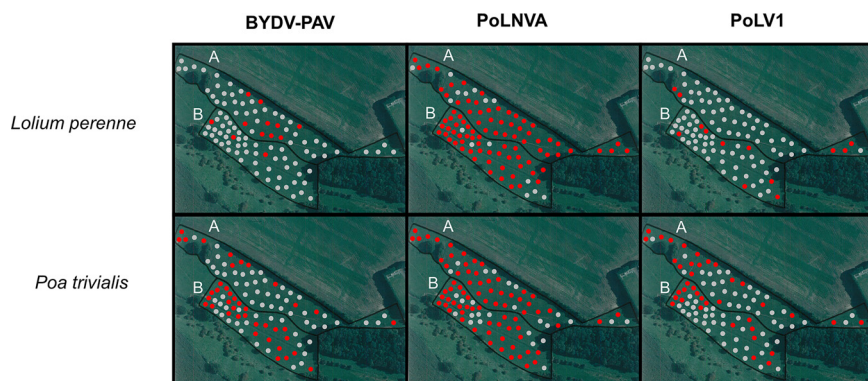 BYDV-PAV PoLNVA PoLV1
Lolium perenne
A A A
B B B
Poa trivialis
A A A
B B B